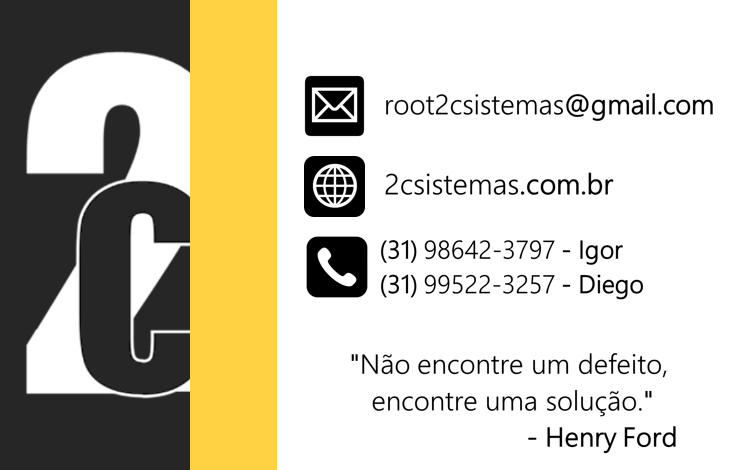 2C
root2csistemas@gmail.com
2csistemas.com.br
(31) 98642-3797 - Igor
(31) 99522-3257 - Diego
"Não encontre um defeito,
encontre uma solução."
- Henry Ford